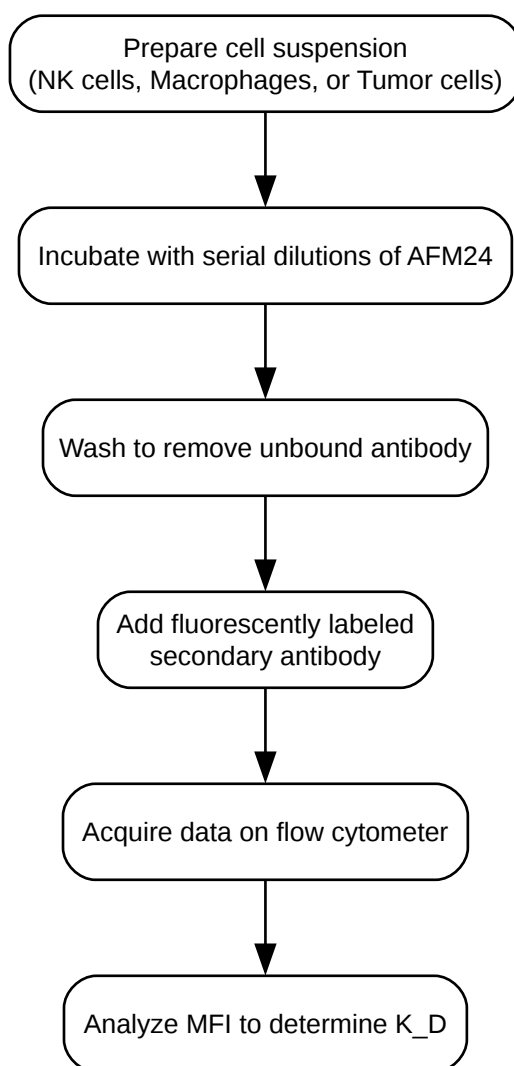 Prepare cell suspension
(NK cells, Macrophages, or Tumor cells)
Incubate with serial dilutions of AFM24
Wash to remove unbound antibody
Add fluorescently labeled
secondary antibody
Acquire data on flow cytometer
Analyze MFI to determine K_D